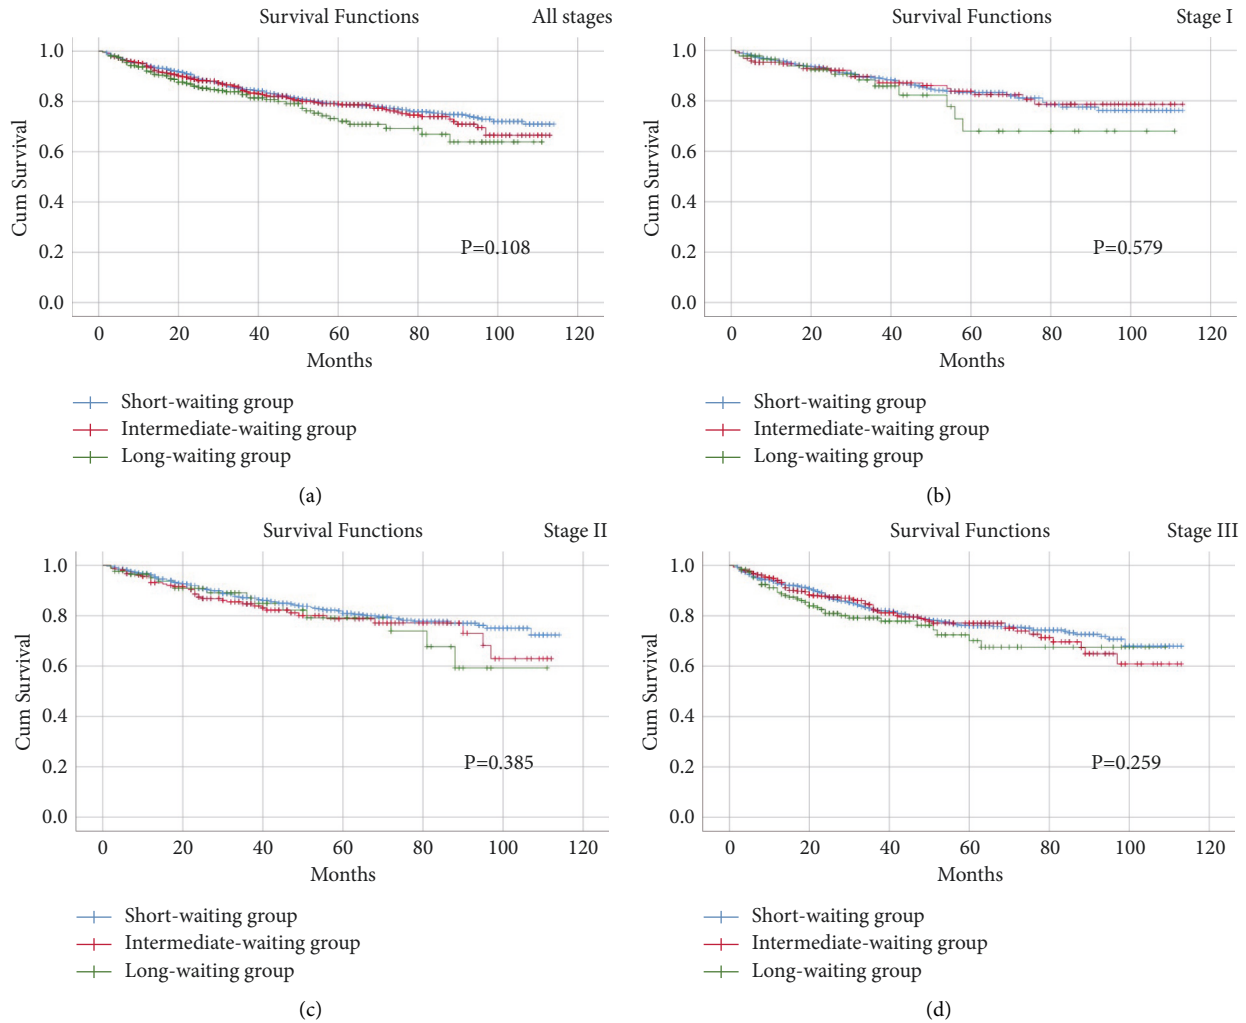 Survival Functions All stages
1.0
0.8
0.6
0.4
0.2
0.0
Cum Survival
P=0.108
0 20 40 60 80 100 120
Months
Short-waiting group
Intermediate-waiting group
Long-waiting group
(a)
Survival Functions Stage I
1.0
0.8
0.6
0.4
0.2
0.0
Cum Survival
P=0.579
0 20 40 60 80 100 120
Months
Short-waiting group
Intermediate-waiting group
Long-waiting group
(b)
Survival Functions Stage II
1.0
0.8
0.6
0.4
0.2
0.0
Cum Survival
P=0.385
0 20 40 60 80 100 120
Months
Short-waiting group
Intermediate-waiting group
Long-waiting group
(c)
Survival Functions Stage III
1.0
0.8
0.6
0.4
0.2
0.0
Cum Survival
P=0.259
0 20 40 60 80 100 120
Months
Short-waiting group
Intermediate-waiting group
Long-waiting group
(d)